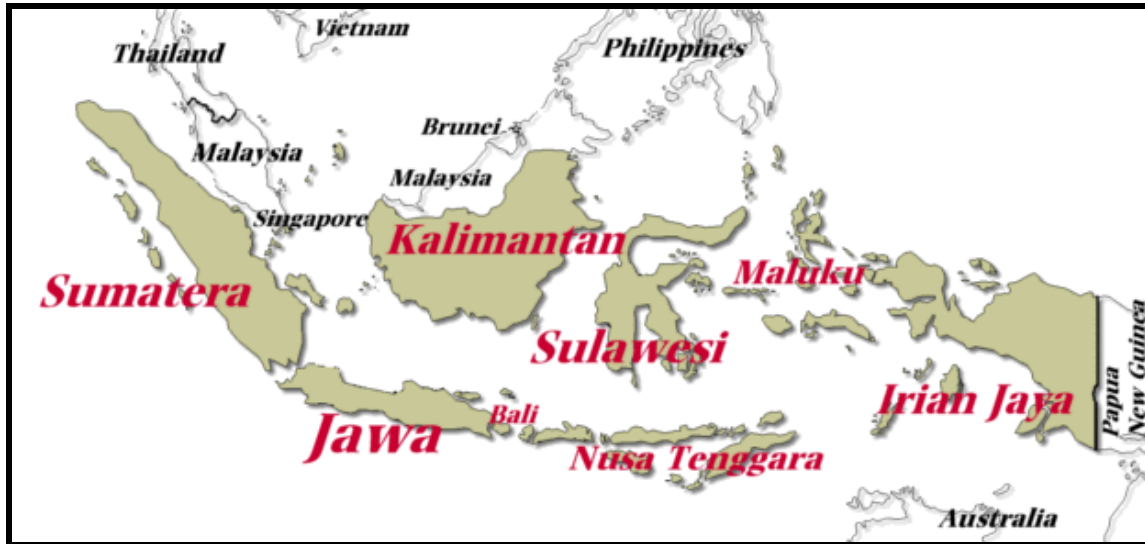 Vietnam
Thailand
Philippines
Brunei
Malaysia
Malaysia
Singapore
Kalimantan
Maluku
Sumatera
Sulawesi
Irian Jaya
Papua
New Guinea
Bali
Jawa
Nusa Tenggara
Australia